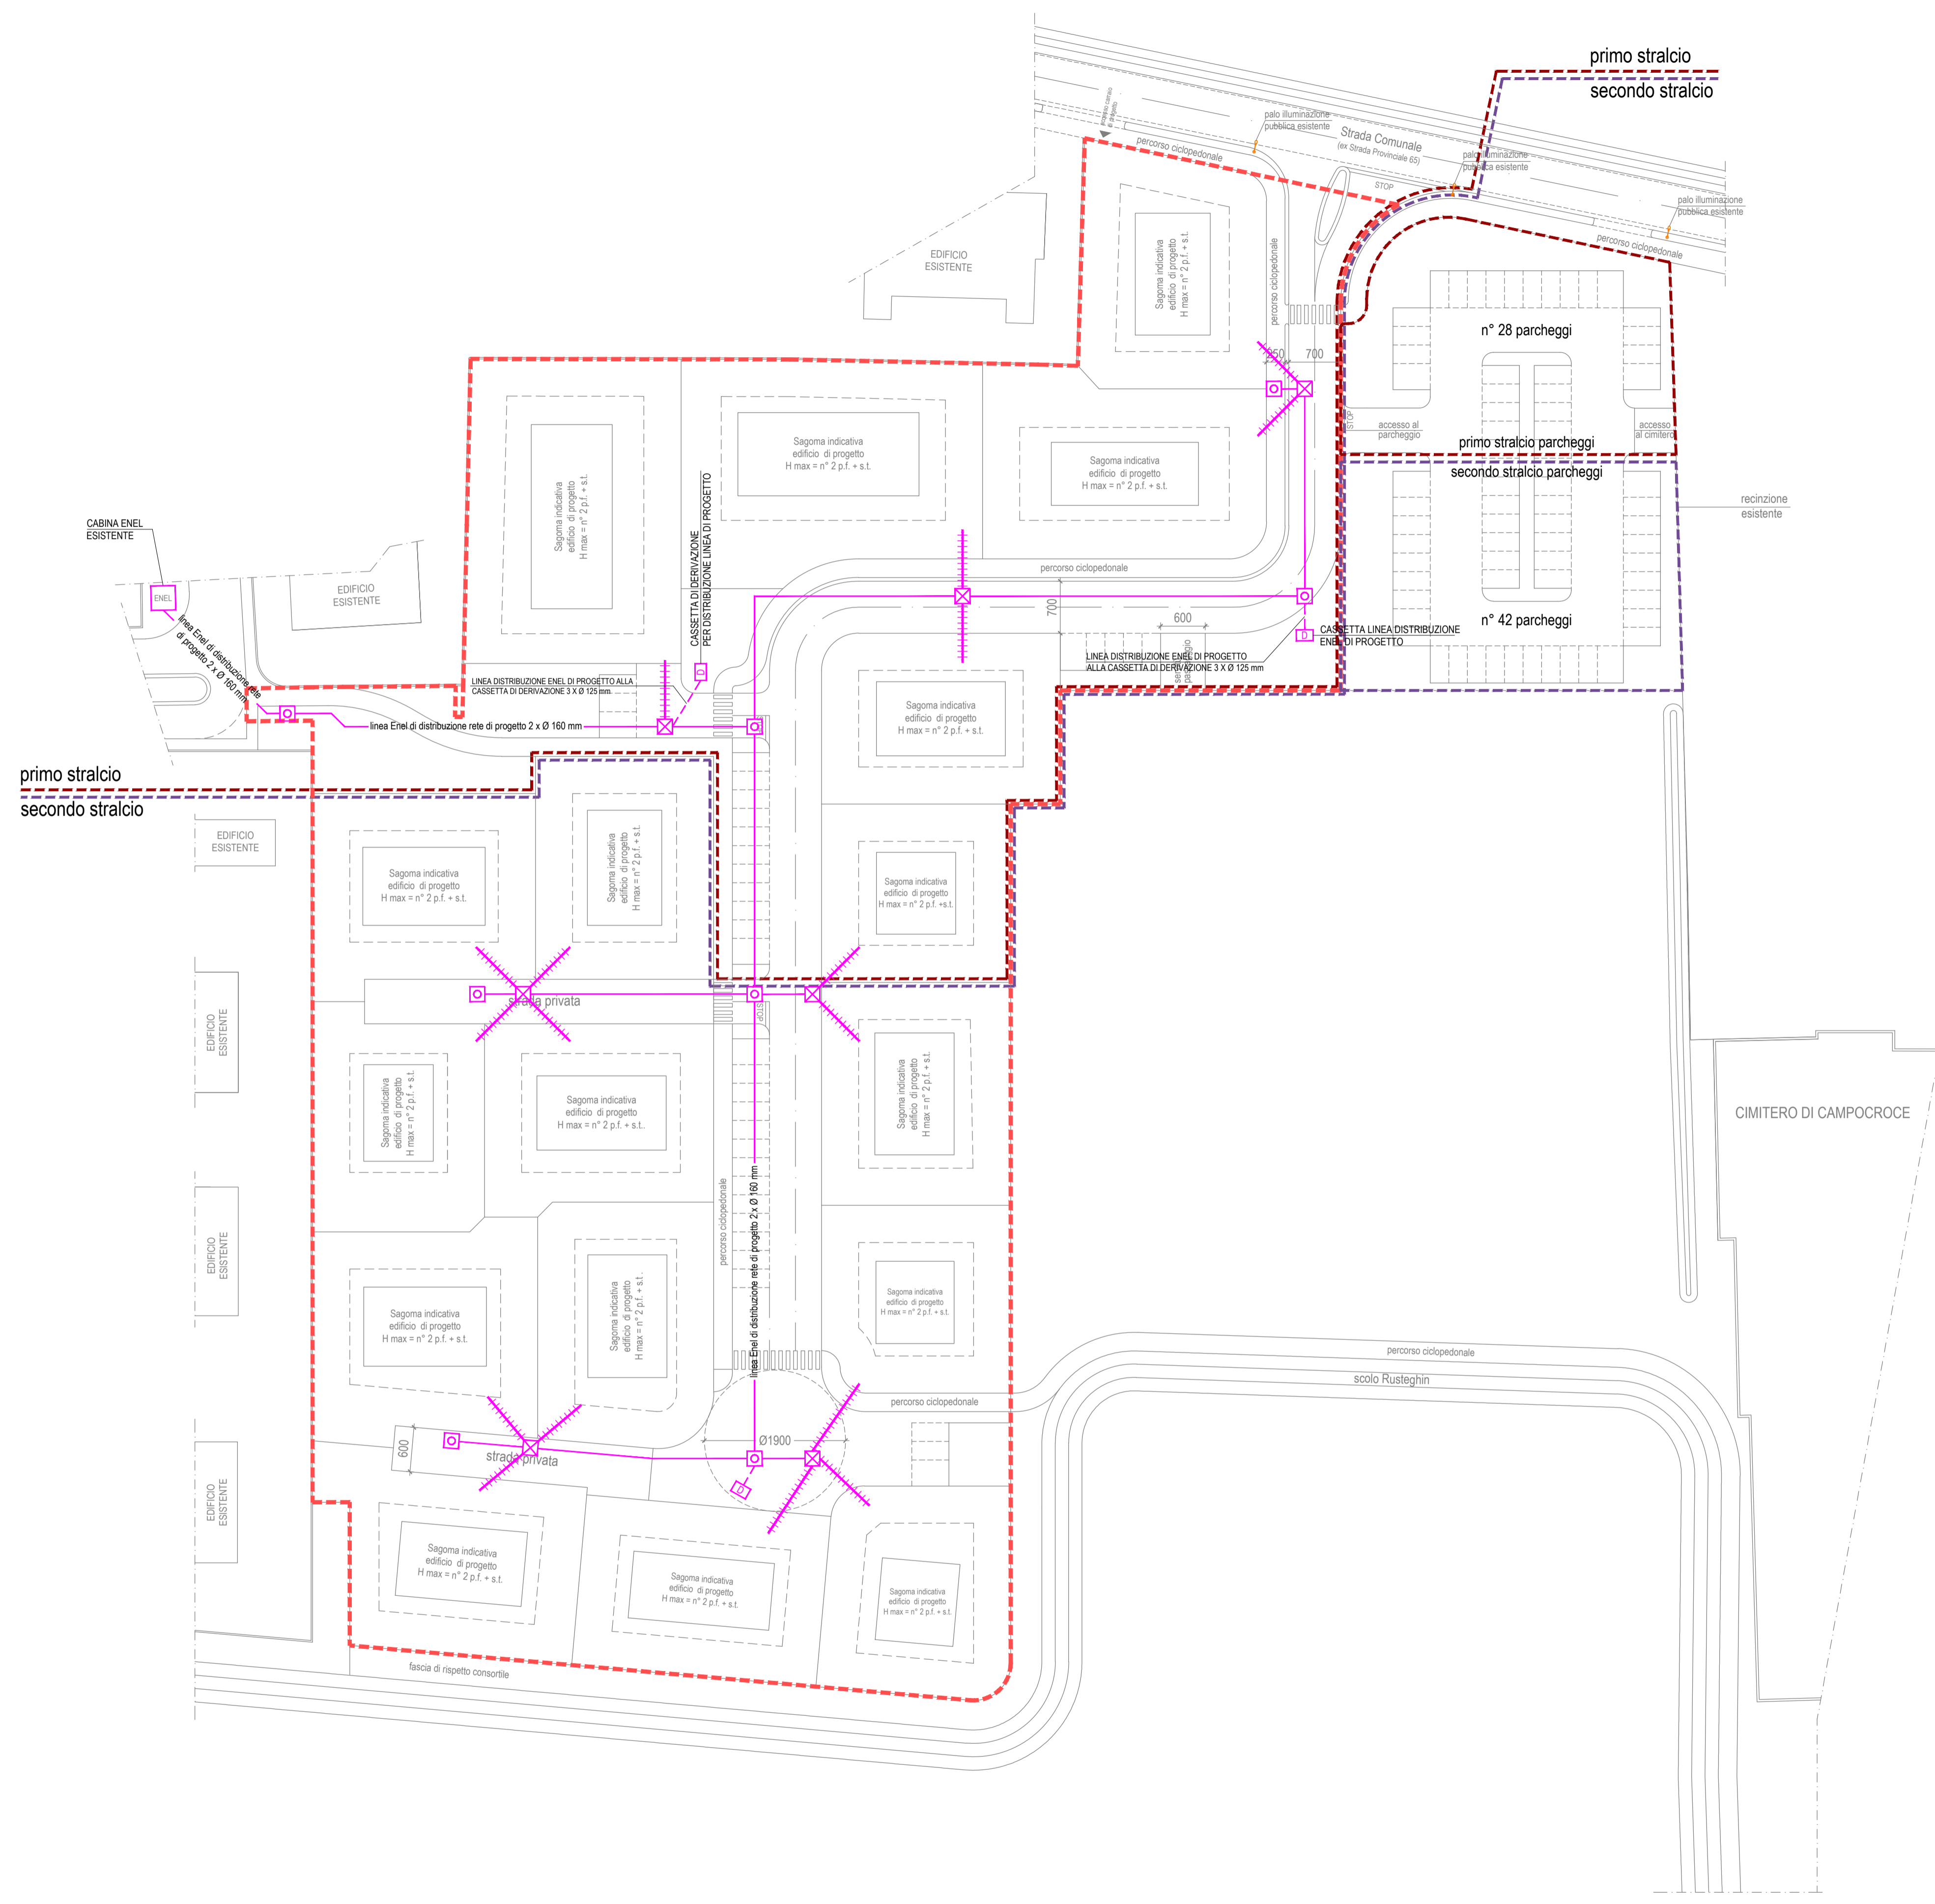 primo stralcio
secondo stralcio
accesso carraio
di progetto
palo illuminazione
pubblica esistente
Strada Comunale
(ex Strada Provinciale 65)
percorso ciclopedonale
palo illuminazione
pubblica esistente
STOP
palo illuminazione
pubblica esistente
percorso ciclopedonale
EDIFICIO
ESISTENTE
Sagoma indicativa
edificio di progetto
H max = n° 2 p.f. + s.t.
percorso ciclopedonale
n° 28 parcheggi
250
700
STOP
accesso al
parcheggio
accesso
al cimitero
primo stralcio parcheggi
secondo stralcio parcheggi
recinzione
esistente
Sagoma indicativa
edificio di progetto
H max = n° 2 p.f. + s.t.
Sagoma indicativa
edificio di progetto
H max = n° 2 p.f. + s.t.
Sagoma indicativa
edificio di progetto
H max = n° 2 p.f. + s.t.
CABINA ENEL
ESISTENTE
ENEL
EDIFICIO
ESISTENTE
CASSETTA DI DERIVAZIONE
PER DISTRIBUZIONE LINEA DI PROGETTO
percorso ciclopedonale
700
600
n° 42 parcheggi
D
CASSETTA LINEA DISTRIBUZIONE
ENEL DI PROGETTO
LINEA DISTRIBUZIONE ENEL DI PROGETTO
ALLA CASSETTA DI DERIVAZIONE 3 X Ø 125 mm
linea Enel di distribuzione rete
di progetto 2 x Ø 160 mm
D
LINEA DISTRIBUZIONE ENEL DI PROGETTO ALLA
CASSETTA DI DERIVAZIONE 3 X Ø 125 mm
linea Enel di distribuzione rete di progetto 2 x Ø 160 mm
Sagoma indicativa
edificio di progetto
H max = n° 2 p.f. + s.t.
primo stralcio
secondo stralcio
EDIFICIO
ESISTENTE
Sagoma indicativa
edificio di progetto
H max = n° 2 p.f. + s.t.
Sagoma indicativa
edificio di progetto
H max = n° 2 p.f. + s.t.
Sagoma indicativa
edificio di progetto
H max = n° 2 p.f. +s.t.
strada privata
STOP
EDIFICIO
ESISTENTE
Sagoma indicativa
edificio di progetto
H max = n° 2 p.f. + s.t.
Sagoma indicativa
edificio di progetto
H max = n° 2 p.f. + s.t..
Sagoma indicativa
edificio di progetto
H max = n° 2 p.f. + s.t.
CIMITERO DI CAMPOCROCE
percorso ciclopedonale
linea Enel di distribuzione rete di progetto 2 x Ø 160 mm
EDIFICIO
ESISTENTE
Sagoma indicativa
edificio di progetto
H max = n° 2 p.f. + s.t.
Sagoma indicativa
edificio di progetto
H max = n° 2 p.f. + s.t.
Sagoma indicativa
edificio di progetto
H max = n° 2 p.f. + s.t.
percorso ciclopedonale
scolo Rusteghin
percorso ciclopedonale
600
strada privata
Ø1900
D
EDIFICIO
ESISTENTE
Sagoma indicativa
edificio di progetto
H max = n° 2 p.f. + s.t.
Sagoma indicativa
edificio di progetto
H max = n° 2 p.f. + s.t.
Sagoma indicativa
edificio di progetto
H max = n° 2 p.f. + s.t.
fascia di rispetto consortile